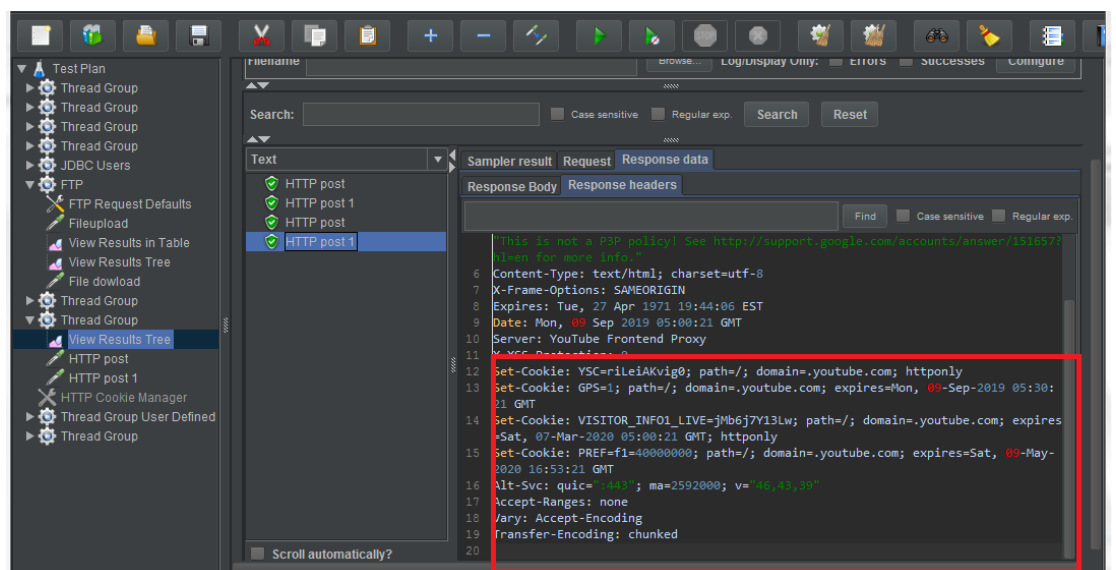 Filename
Browse... Log/Display Only: Errors Successes Configure
Test Plan
Thread Group
Thread Group
Thread Group
Thread Group
JDBC Users
FTP
FTP Request Defaults
Fileupload
View Results in Table
View Results Tree
File dowload
Thread Group
Thread Group
View Results Tree
HTTP post
HTTP post 1
HTTP Cookie Manager
Thread Group User Defined
Thread Group
Search: Case sensitive Regular exp. Search Reset
Text
HTTP post
HTTP post 1
HTTP post
HTTP post 1
Scroll automatically?
Sampler result Request Response data
Response Body Response headers
Find Case sensitive Regular exp.
"This is not a P3P policy! See http://support.google.com/accounts/answer/151657?
hl=en for more info."
6 Content-Type: text/html; charset=utf-8
7 X-Frame-Options: SAMEORIGIN
8 Expires: Tue, 27 Apr 1971 19:44:06 EST
9 Date: Mon, 09 Sep 2019 05:00:21 GMT
10 Server: YouTube Frontend Proxy
11 X-XSS-Protection: 0
12 Set-Cookie: YSC=riLeiAKvig0; path=/; domain=.youtube.com; httponly
13 Set-Cookie: GPS=1; path=/; domain=.youtube.com; expires=Mon, 09-Sep-2019 05:30:
21 GMT
14 Set-Cookie: VISITOR_INFO1_LIVE=jMb6j7Y13Lw; path=/; domain=.youtube.com; expires
=Sat, 07-Mar-2020 05:00:21 GMT; httponly
15 Set-Cookie: PREF=f1=40000000; path=/; domain=.youtube.com; expires=Sat, 09-May-
2020 16:53:21 GMT
16 Alt-Svc: quic=":443"; ma=2592000; v="46,43,39"
17 Accept-Ranges: none
18 Vary: Accept-Encoding
19 Transfer-Encoding: chunked
20